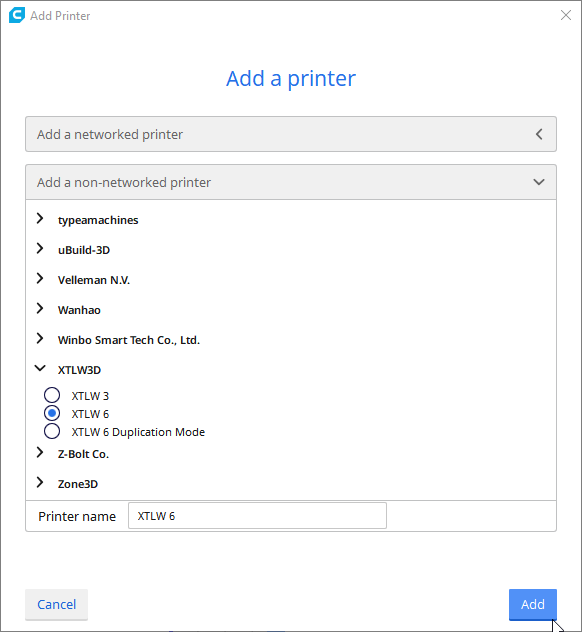 Add Printer
Add a printer
Add a networked printer
Add a non-networked printer
typeamachines
uBuild-3D
Velleman N.V.
Wanhao
Winbo Smart Tech Co., Ltd.
XTLW3D
XTLW 3
XTLW 6
XTLW 6 Duplication Mode
Z-Bolt Co.
Zone3D
Printer name XTLW 6
Cancel Add